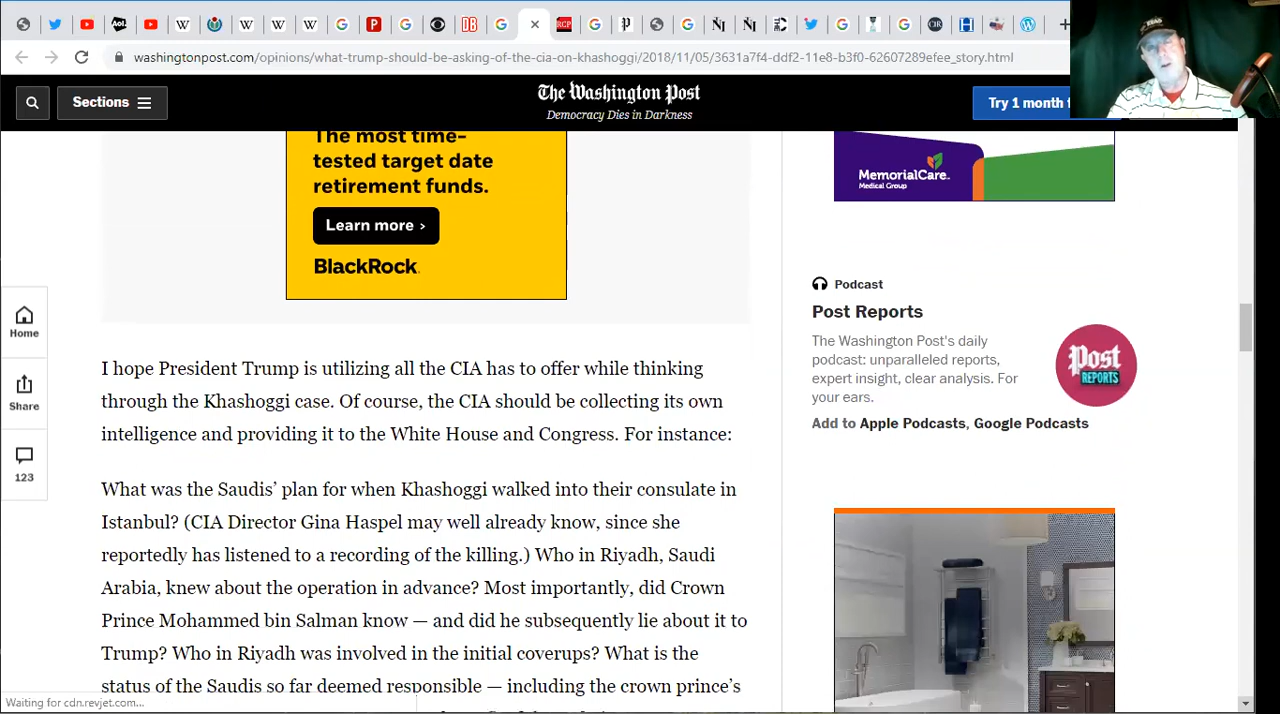 washingtonpost.com/opinions/what-trump-should-be-asking-of-the-cia-on-khashoggi/2018/11/05/3631a7f4-ddf2-11e8-b3f0-62607289efee_story.html
Sections
The Washington Post
Democracy Dies in Darkness
Try 1 month
The most time-
tested target date
retirement funds.
Learn more ›
BlackRock
MemorialCare
Medical Group
Home
Share
123
Podcast
Post Reports
The Washington Post's daily
podcast: unparalleled reports,
expert insight, clear analysis. For
your ears.
Add to Apple Podcasts, Google Podcasts
Post
REPORTS
I hope President Trump is utilizing all the CIA has to offer while thinking
through the Khashoggi case. Of course, the CIA should be collecting its own
intelligence and providing it to the White House and Congress. For instance:
What was the Saudis’ plan for when Khashoggi walked into their consulate in
Istanbul? (CIA Director Gina Haspel may well already know, since she
reportedly has listened to a recording of the killing.) Who in Riyadh, Saudi
Arabia, knew about the operation in advance? Most importantly, did Crown
Prince Mohammed bin Salman know — and did he subsequently lie about it to
Trump? Who in Riyadh was involved in the initial coverups? What is the
status of the Saudis so far deemed responsible — including the crown prince’s
Waiting for cdn.revjet.com...